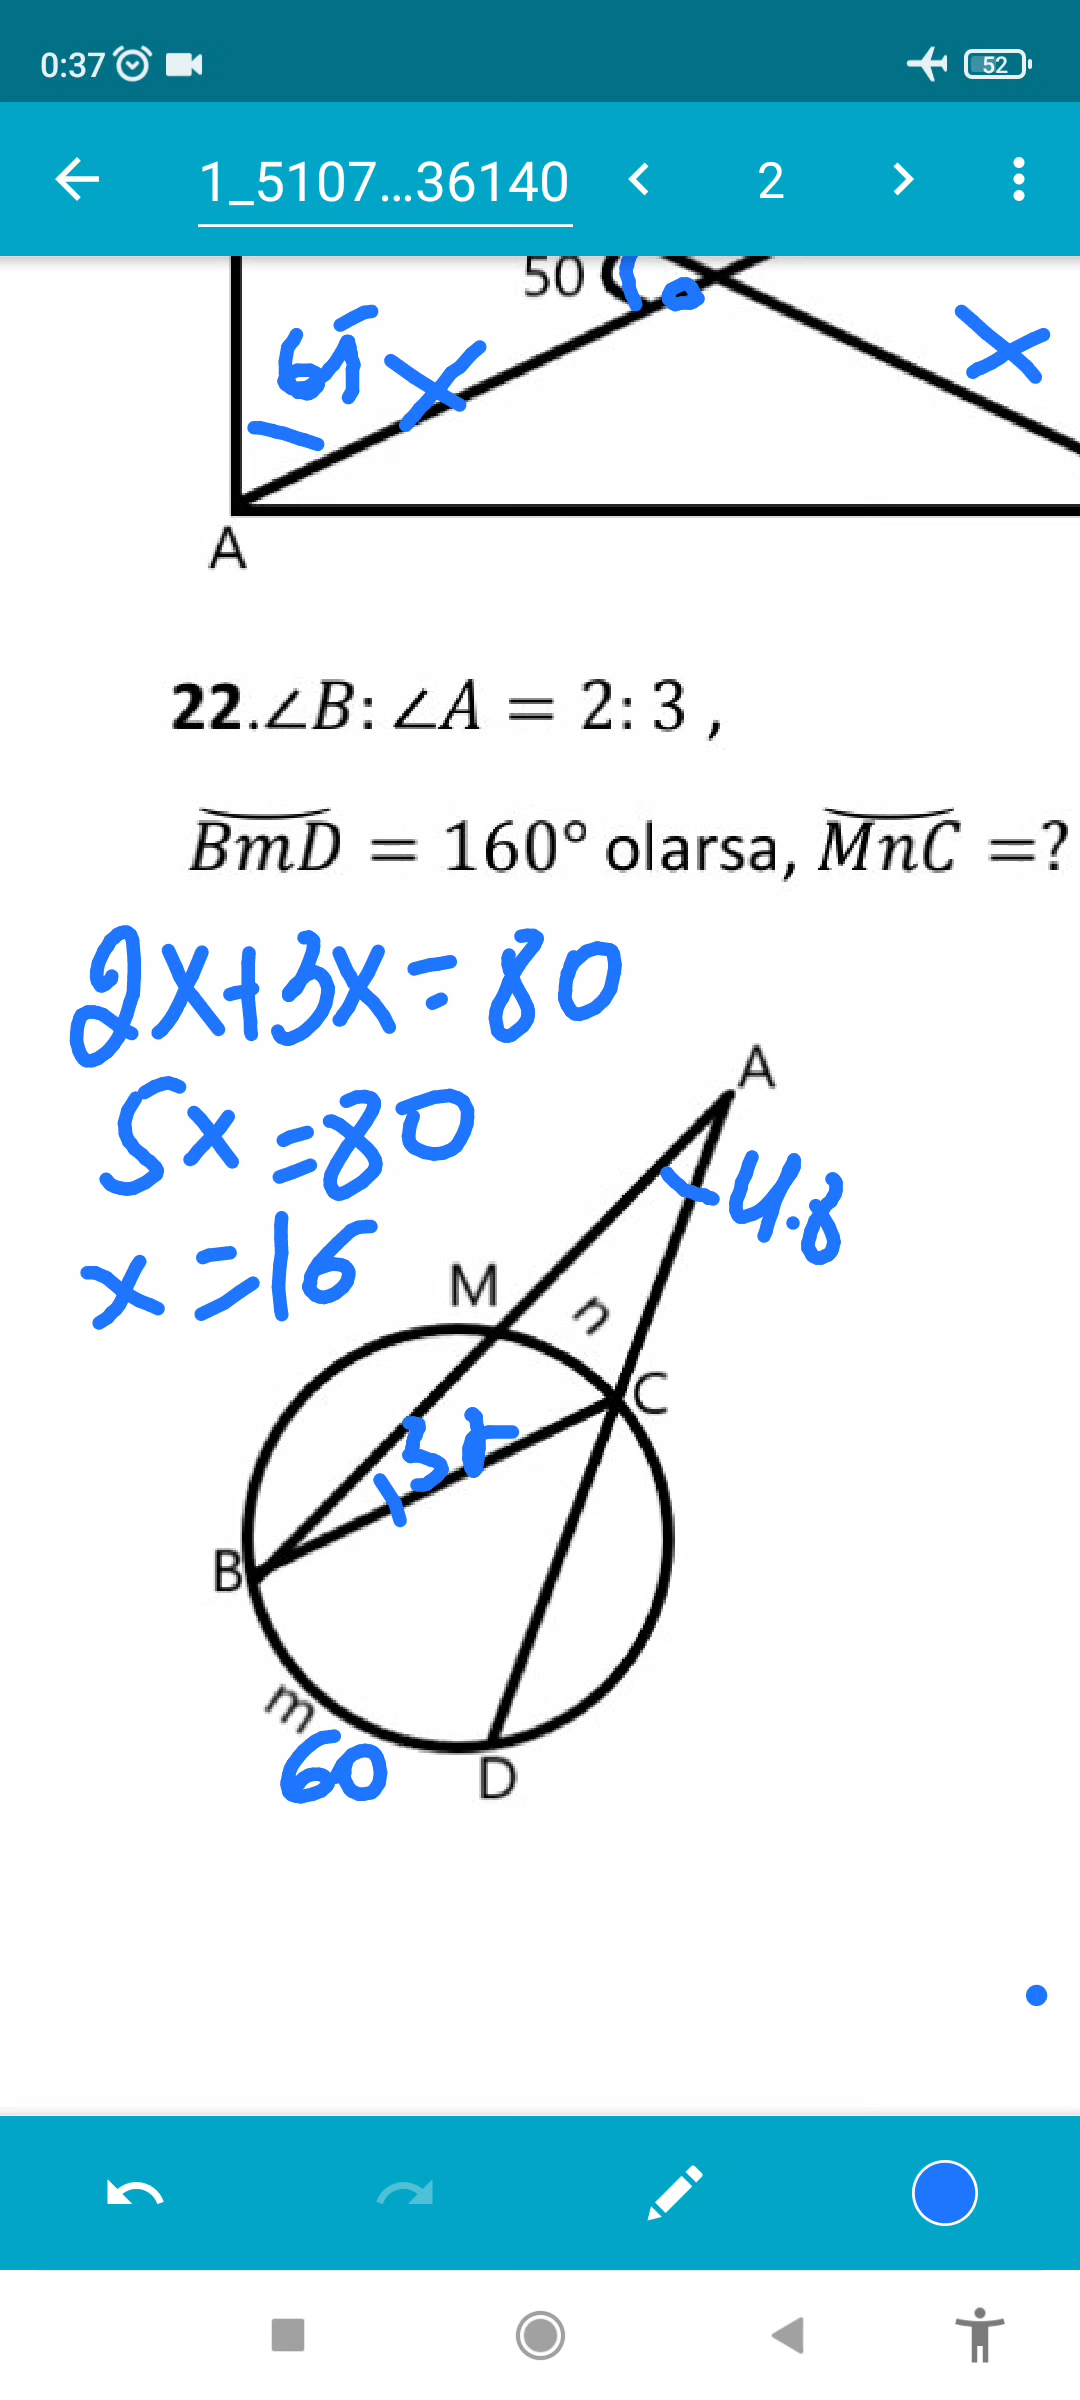 0:37 52
1_5107...36140 2
50
65 x x
A
22.∠B: ∠A = 2: 3 ,
BmD = 160° olarsa, MnC =?
2x+3x=80
5x=80
x=16
A
48
M
n
C
B
m
60
D